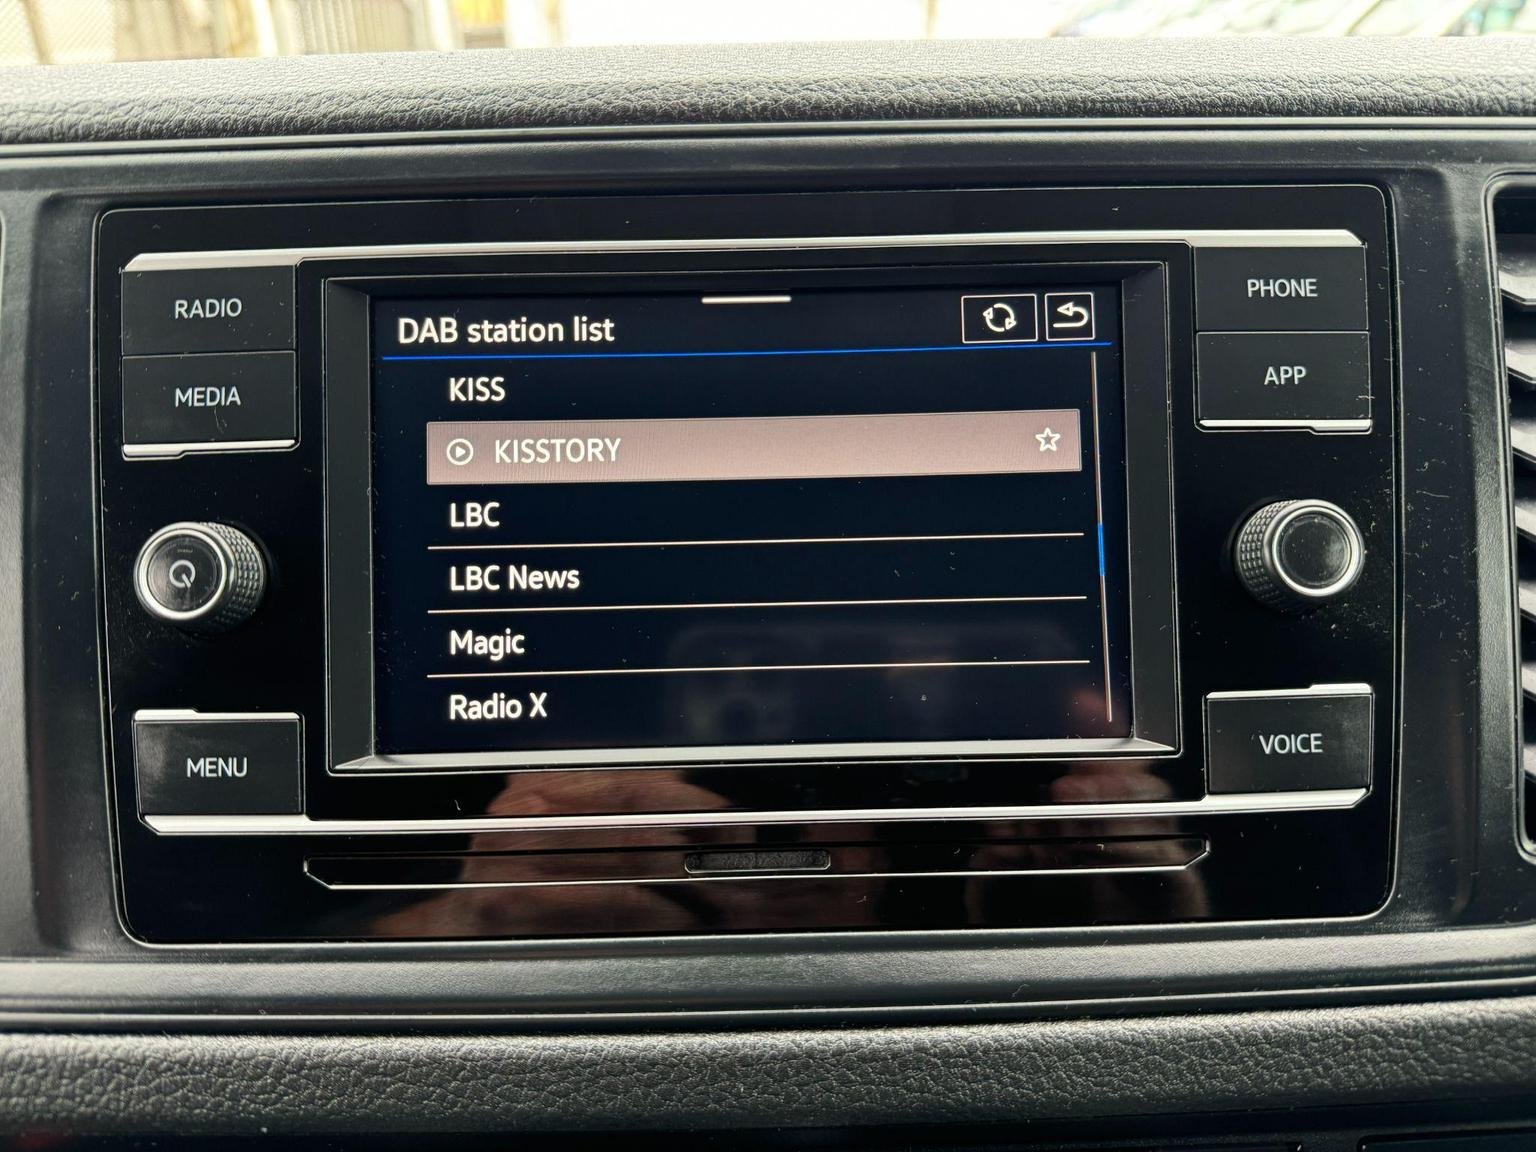 RADIO
MEDIA
MENU
DAB station list
KISS
KISSTORY
LBC
LBC News
Magic
Radio X
PHONE
APP
VOICE